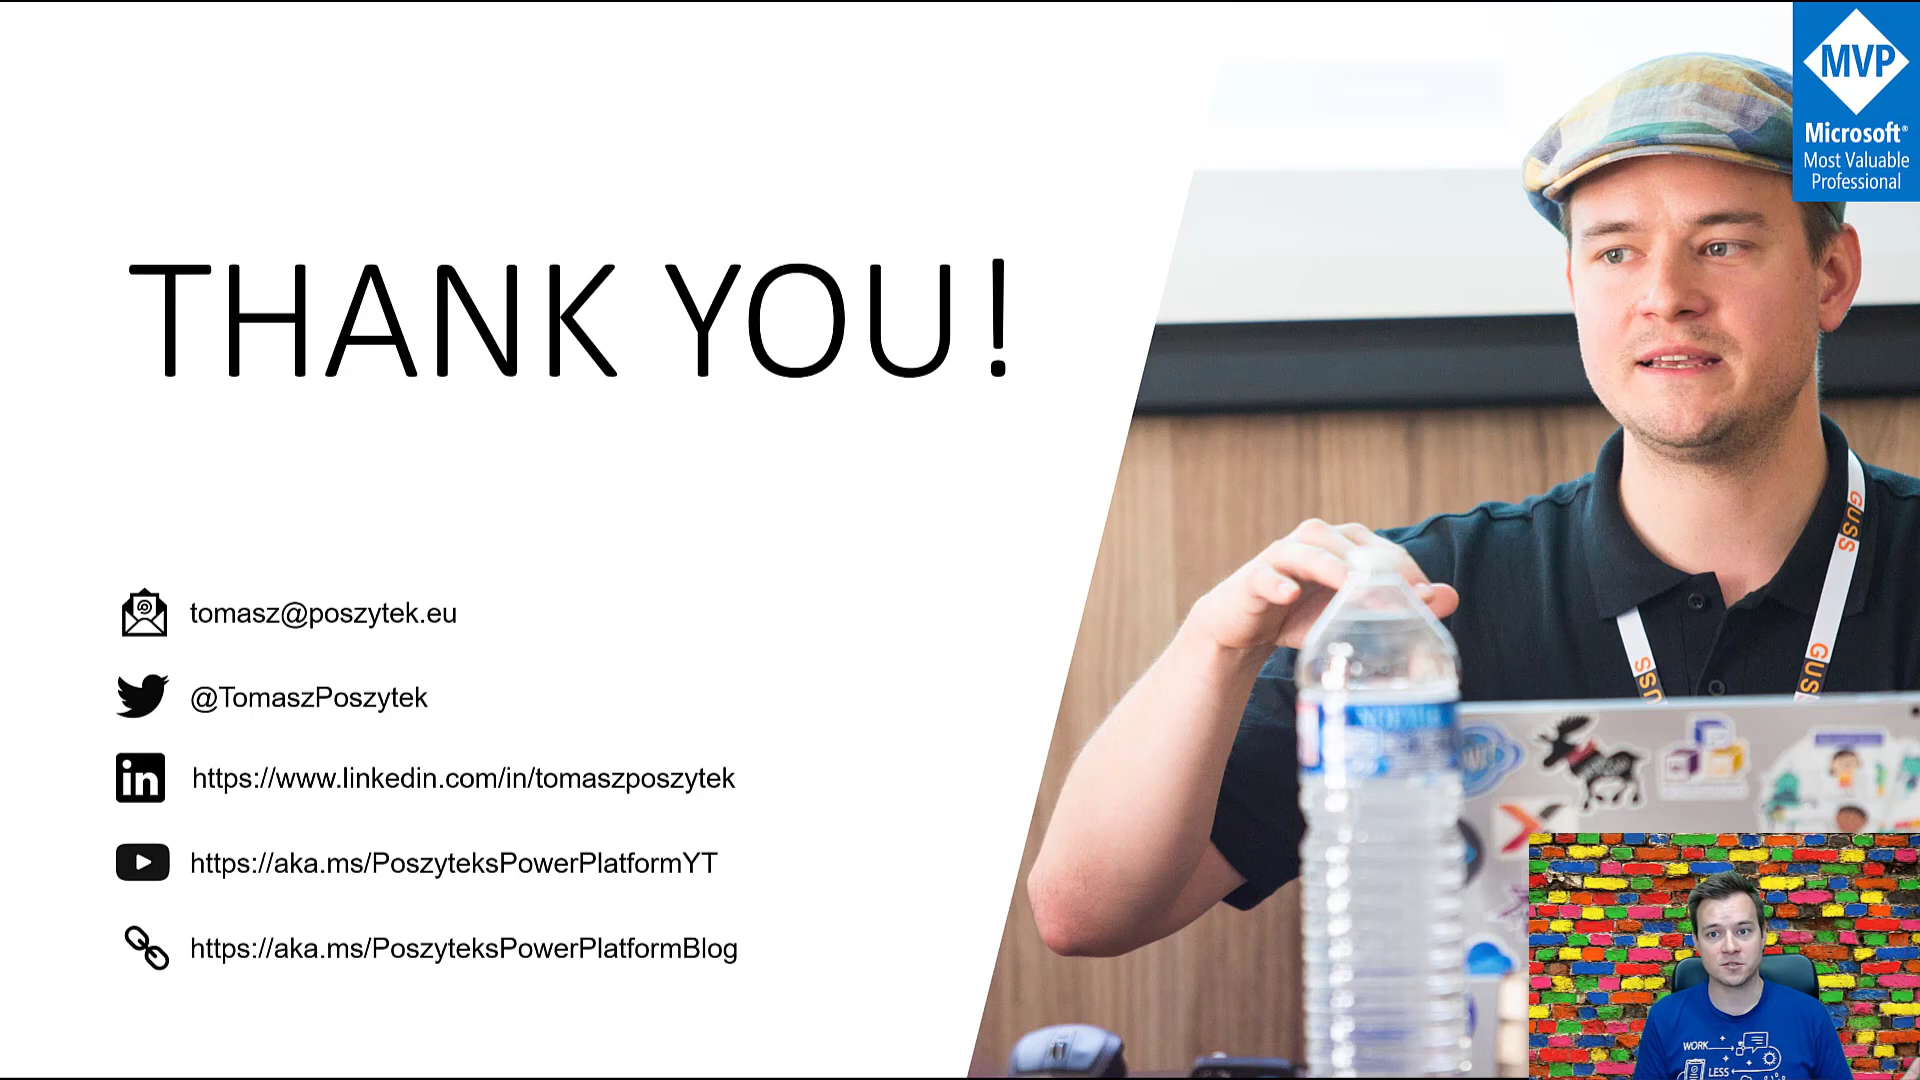 THANK YOU!
tomasz@poszytek.eu
@TomaszPoszytek
https://www.linkedin.com/in/tomaszposzytek
https://aka.ms/PoszyteksPowerPlatformYT
https://aka.ms/PoszyteksPowerPlatformBlog
MVP
Microsoft®
Most Valuable
Professional
GUSS
GUSS
GUSS
WORK
LESS